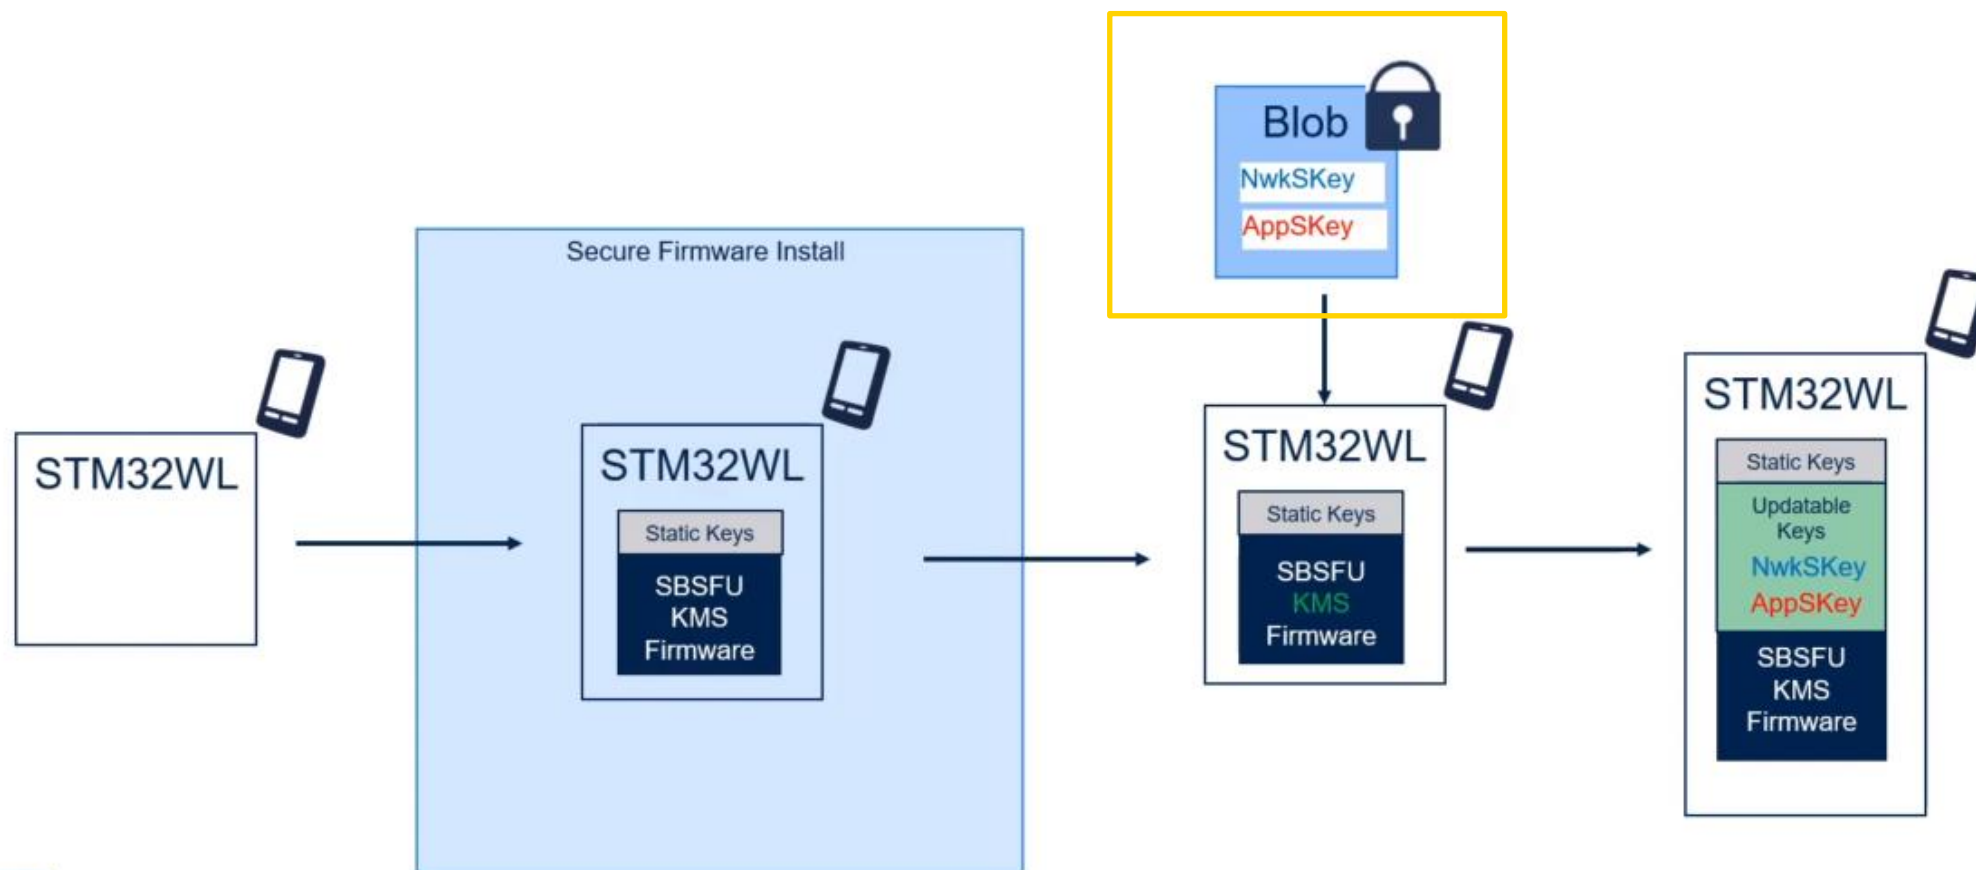 Blob
NwkSKey
AppSKey
Secure Firmware Install
STM32WL
STM32WL
Static Keys
SBSFU
KMS
Firmware
STM32WL
Static Keys
SBSFU
KMS
Firmware
STM32WL
Static Keys
Updatable
Keys
NwkSKey
AppSKey
SBSFU
KMS
Firmware